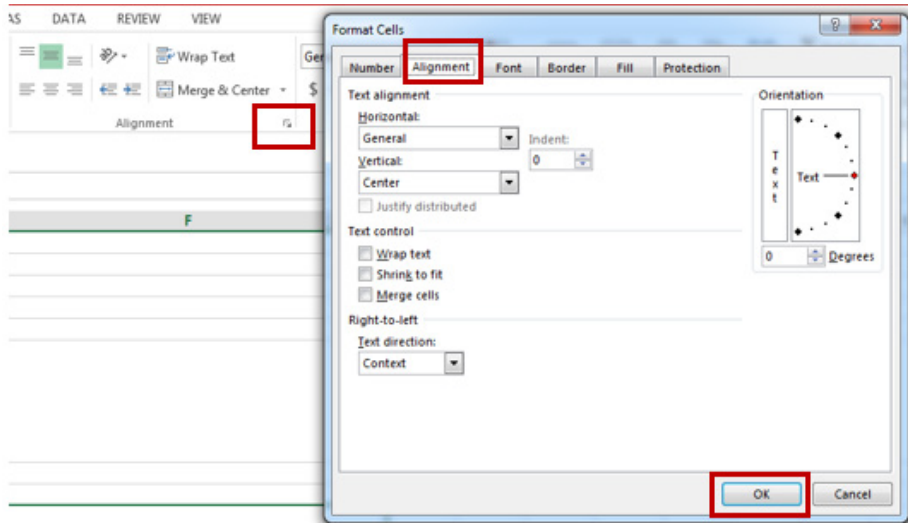 AS DATA REVIEW VIEW
Wrap Text
Gen
Merge & Center $
Alignment
F
Format Cells
Number Alignment Font Border Fill Protection
Text alignment
Horizontal:
General
Indent:
0
Vertical:
Center
Justify distributed
Text control
Wrap text
Shrink to fit
Merge cells
Right-to-left
Text direction:
Context
Orientation
Text
Text
0 Degrees
OK Cancel